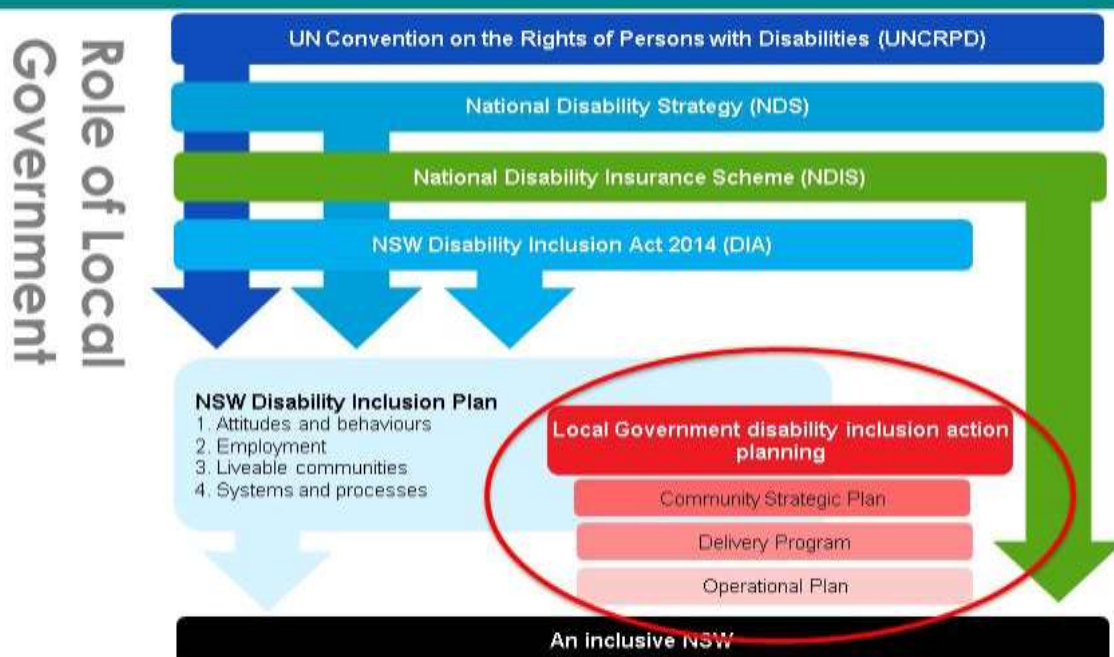 Role of Local
Government
UN Convention on the Rights of Persons with Disabilities (UNCRPD)
National Disability Strategy (NDS)
National Disability Insurance Scheme (NDIS)
NSW Disability Inclusion Act 2014 (DIA)
NSW Disability Inclusion Plan
1. Attitudes and behaviours
2. Employment
3. Liveable communities
4. Systems and processes
Local Government disability inclusion action
planning
Community Strategic Plan
Delivery Program
Operational Plan
An inclusive NSW